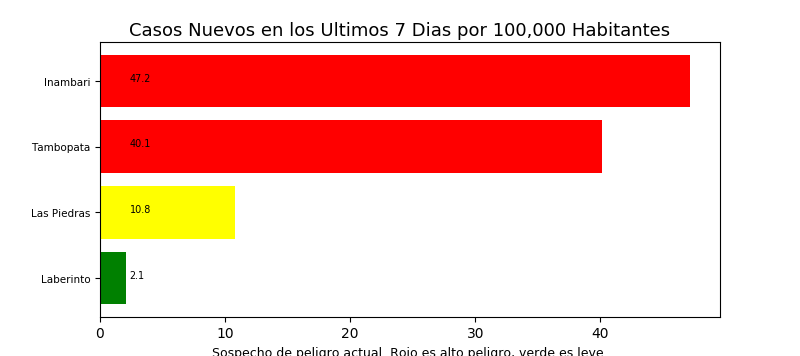 Casos Nuevos en los Ultimos 7 Dias por 100,000 Habitantes
Inambari 47.2
Tambopata 40.1
Las Piedras 10.8
Laberinto 2.1
0 10 20 30 40
Sospecho de peligro actual. Rojo es alto peligro, verde es leve